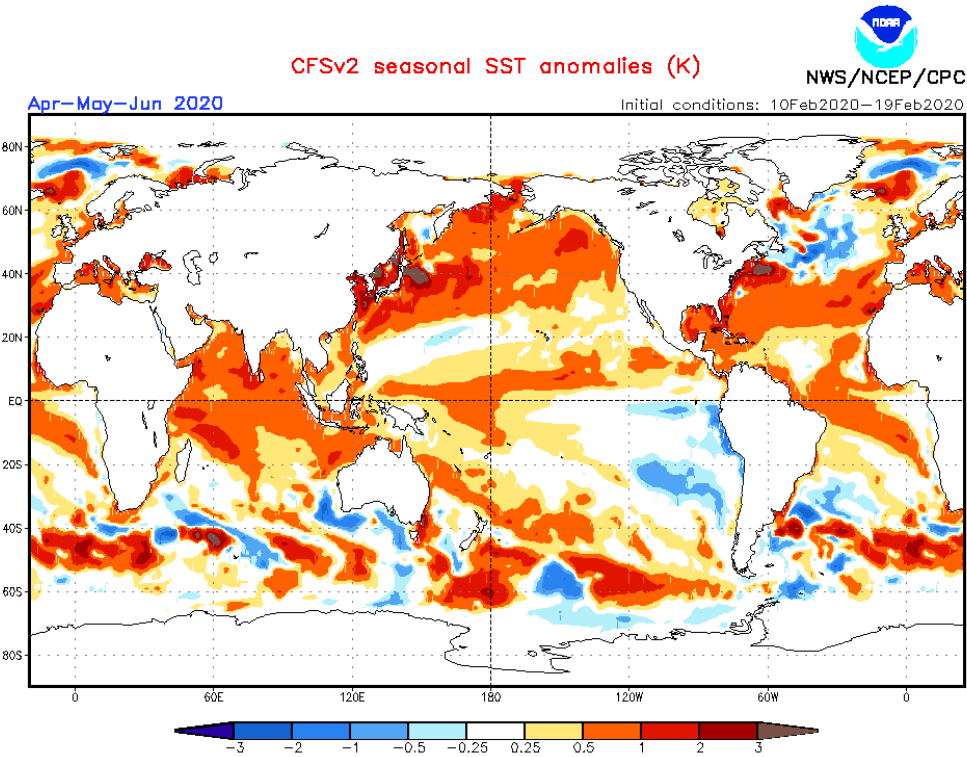 NOAA
CFSv2 seasonal SST anomalies (K)
NWS/NCEP/CPC
Apr-May-Jun 2020
Initial conditions: 10Feb2020-19Feb2020
80N
60N
40N
20N
EQ
20S
40S
60S
80S
0 60E 120E 180 120W 60W 0
-3 -2 -1 -0.5 -0.25 0.25 0.5 1 2 3